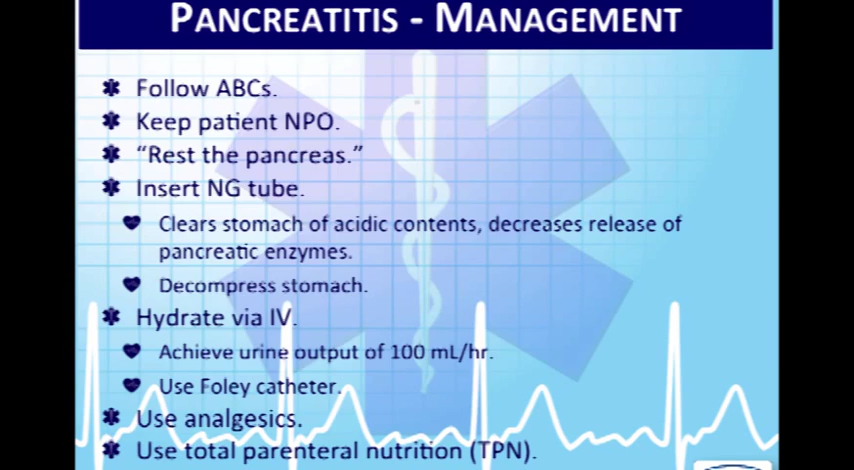 PANCREATITIS - MANAGEMENT
Follow ABCs.
Keep patient NPO.
“Rest the pancreas.”
Insert NG tube.
Clears stomach of acidic contents, decreases release of
pancreatic enzymes.
Decompress stomach.
Hydrate via IV.
Achieve urine output of 100 mL/hr.
Use Foley catheter.
Use analgesics.
Use total parenteral nutrition (TPN).